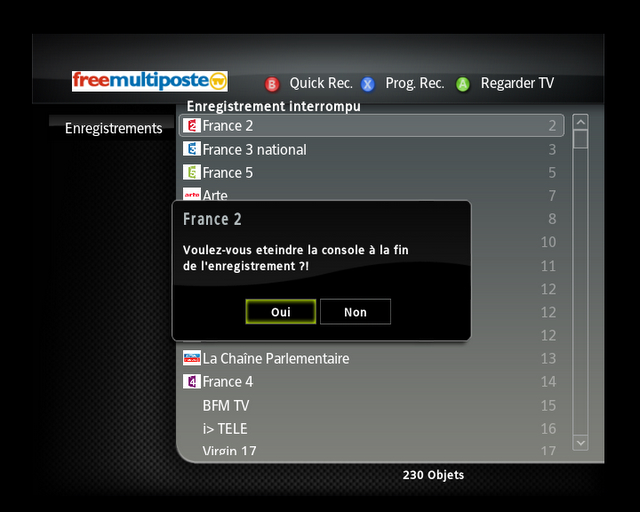 freemultiposte TV
B Quick Rec. X Prog. Rec. A Regarder TV
Enregistrement interrompu
Enregistrements
France 2 2
France 3 national 3
France 5 5
arte Arte 7
8
10
11
12
12
12
France 2
Voulez-vous eteindre la console à la fin
de l'enregistrement ?!
Oui Non
La Chaîne Parlementaire 13
4 France 4 14
BFM TV 15
i> TELE 16
Virgin 17 17
230 Objets